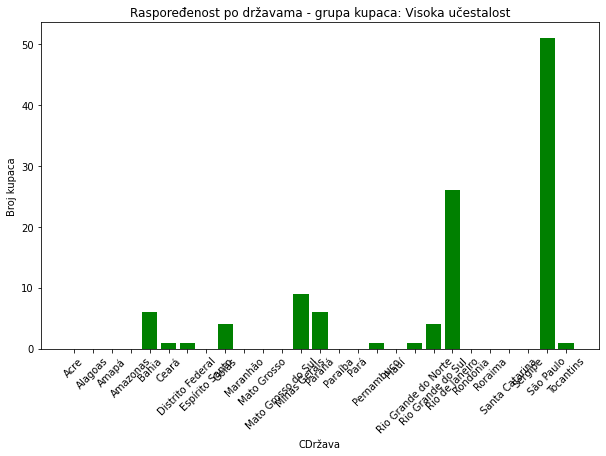 Raspoređenost po državama - grupa kupaca: Visoka učestalost
50
40
30
20
10
0
Broj kupaca
Acre
Alagoas
Amapá
Amazonas
Bahia
Ceará
Distrito Federal
Espírito Santo
Goiás
Maranhão
Mato Grosso
Mato Grosso do Sul
Minas Gerais
Paraná
Paraíba
Pará
Pernambuco
Piauí
Rio Grande do Norte
Rio Grande do Sul
Rio de Janeiro
Rondônia
Roraima
Santa Catarina
Sergipe
São Paulo
Tocantins
CDržava